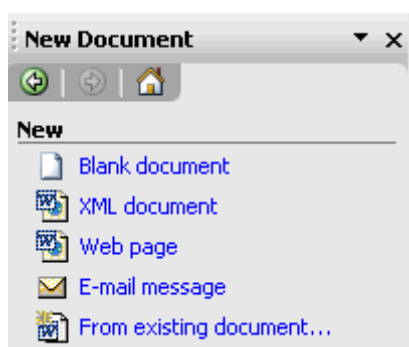 New Document
New
Blank document
XML document
Web page
E-mail message
From existing document...